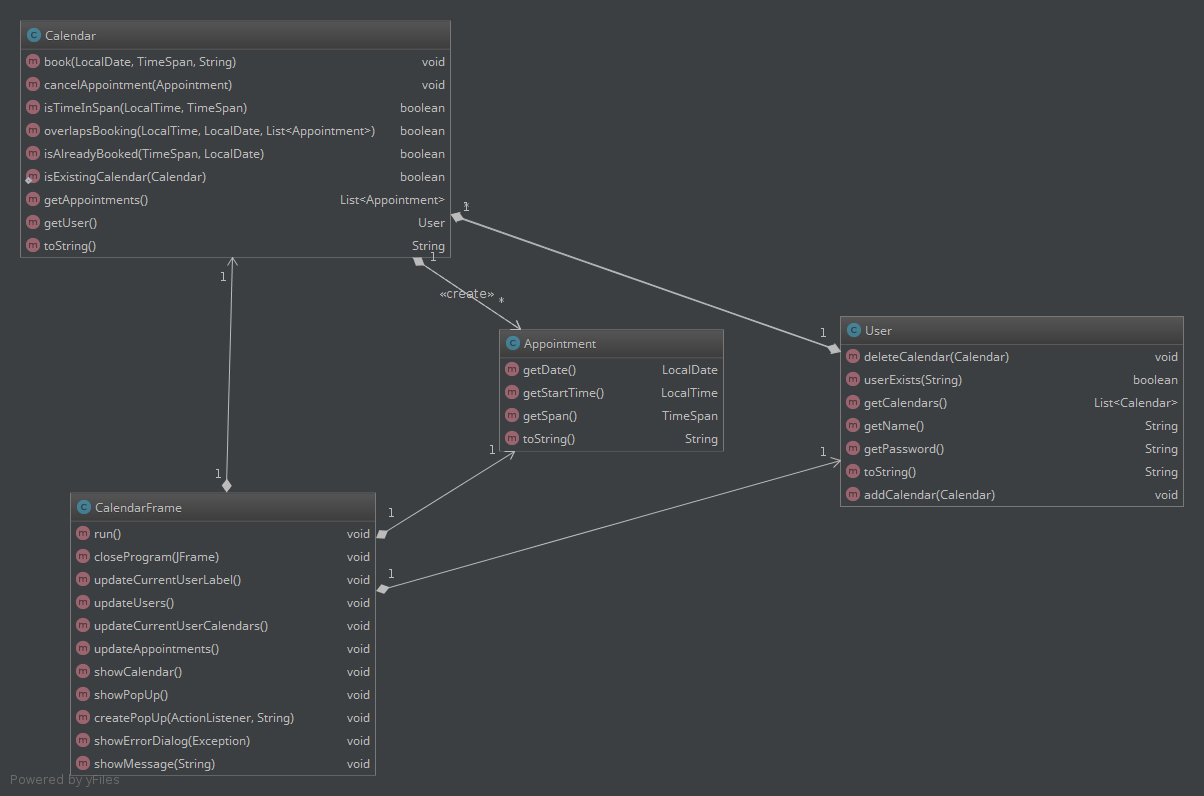 Calendar
book(LocalDate, TimeSpan, String) void
cancelAppointment(Appointment) void
isTimeInSpan(LocalTime, TimeSpan) boolean
overlapsBooking(LocalTime, LocalDate, List<Appointment>) boolean
isAlreadyBooked(TimeSpan, LocalDate) boolean
isExistingCalendar(Calendar) boolean
getAppointments() List<Appointment>
getUser() User
toString() String
1
1
«create» *
1
Appointment
getDate() LocalDate
getStartTime() LocalTime
getSpan() TimeSpan
toString() String
1
User
deleteCalendar(Calendar) void
userExists(String) boolean
getCalendars() List<Calendar>
getName() String
getPassword() String
toString() String
addCalendar(Calendar) void
1
1
1
1
1
CalendarFrame
run() void
closeProgram(JFrame) void
updateCurrentUserLabel() void
updateUsers() void
updateCurrentUserCalendars() void
updateAppointments() void
showCalendar() void
showPopUp() void
createPopUp(ActionListener, String) void
showErrorDialog(Exception) void
showMessage(String) void
Powered by yFiles